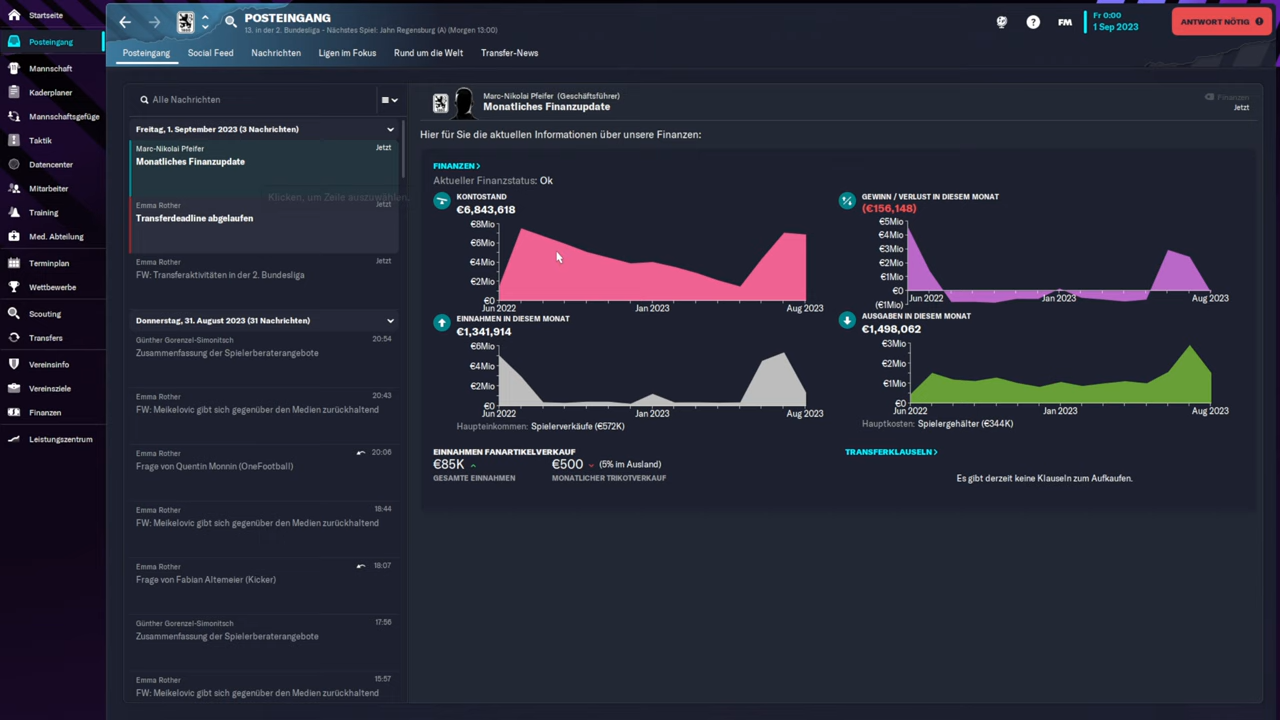 Startseite
Posteingang
Mannschaft
Kaderplaner
Mannschaftsgefüge
Taktik
Datencenter
Mitarbeiter
Training
Med. Abteilung
Terminplan
Wettbewerbe
Scouting
Transfers
Vereinsinfo
Vereinsziele
Finanzen
Leistungszentrum
POSTEINGANG
13. in der 2. Bundesliga - Nächstes Spiel: Jahn Regensburg (A) (Morgen 13:00)
FM
Fr 0:00
1 Sep 2023
ANTWORT NÖTIG
Posteingang
Social Feed
Nachrichten
Ligen im Fokus
Rund um die Welt
Transfer-News
Alle Nachrichten
Freitag, 1. September 2023 (3 Nachrichten)
Marc-Nikolai Pfeifer
Jetzt
Monatliches Finanzupdate
Klicken, um Zeile auszuwählen.
Emma Rother
Jetzt
Transferdeadline abgelaufen
Emma Rother
Jetzt
FW: Transferaktivitäten in der 2. Bundesliga
Donnerstag, 31. August 2023 (31 Nachrichten)
Günther Gorenzel-Simonitsch
20:54
Zusammenfassung der Spielerberaterangebote
Emma Rother
20:43
FW: Meikelovic gibt sich gegenüber den Medien zurückhaltend
Emma Rother
20:06
Frage von Quentin Monnin (OneFootball)
Emma Rother
18:44
FW: Meikelovic gibt sich gegenüber den Medien zurückhaltend
Emma Rother
18:07
Frage von Fabian Altemeier (Kicker)
Günther Gorenzel-Simonitsch
17:56
Zusammenfassung der Spielerberaterangebote
Emma Rother
15:57
FW: Meikelovic gibt sich gegenüber den Medien zurückhaltend
Marc-Nikolai Pfeifer (Geschäftsführer)
Monatliches Finanzupdate
Finanzen
Jetzt
Hier für Sie die aktuellen Informationen über unsere Finanzen:
FINANZEN >
Aktueller Finanzstatus: Ok
KONTOSTAND
€6,843,618
€8Mio
€6Mio
€4Mio
€2Mio
€0
Jun 2022
Jan 2023
Aug 2023
GEWINN / VERLUST IN DIESEM MONAT
(€156,148)
€5Mio
€4Mio
€3Mio
€2Mio
€1Mio
€0
(€1Mio)
Jun 2022
Jan 2023
Aug 2023
EINNAHMEN IN DIESEM MONAT
€1,341,914
€6Mio
€4Mio
€2Mio
€0
Jun 2022
Jan 2023
Aug 2023
Haupteinkommen: Spielerverkäufe (€572K)
AUSGABEN IN DIESEM MONAT
€1,498,062
€3Mio
€2Mio
€1Mio
€0
Jun 2022
Jan 2023
Aug 2023
Hauptkosten: Spielergehälter (€344K)
EINNAHMEN FANARTIKELVERKAUF
€85K
GESAMTE EINNAHMEN
€500
(5% im Ausland)
MONATLICHER TRIKOTVERKAUF
TRANSFERKLAUSELN >
Es gibt derzeit keine Klauseln zum Aufkaufen.